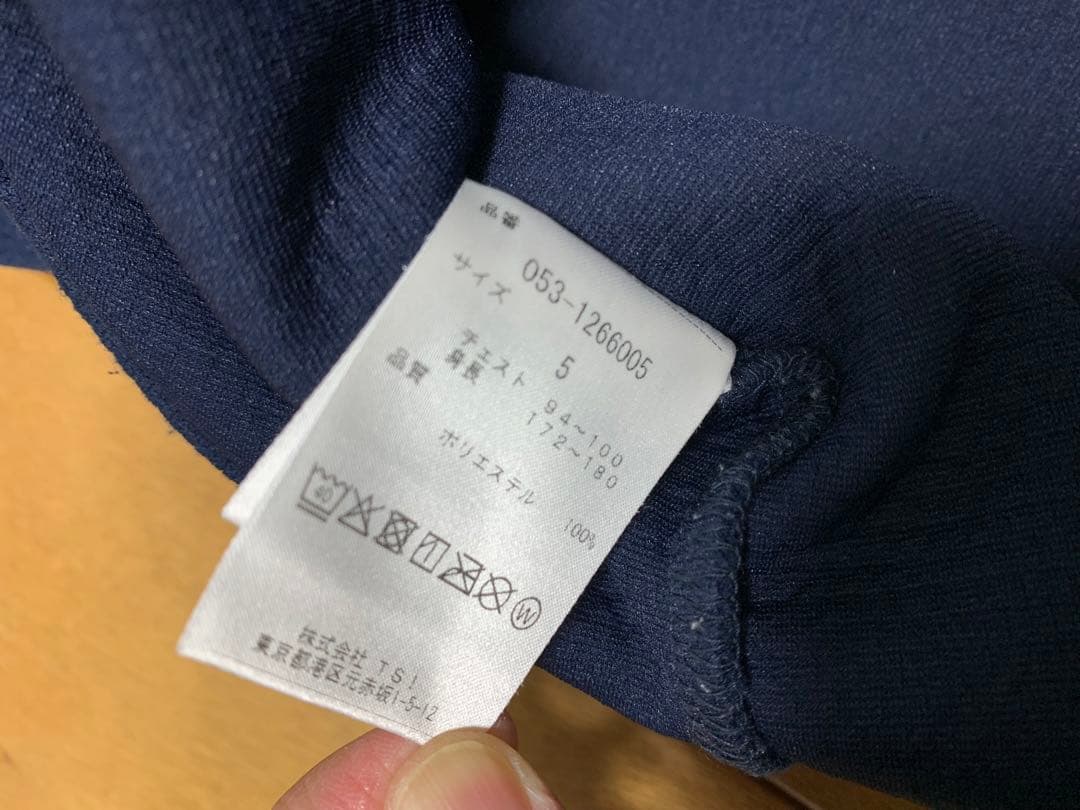 品番
053-1266005
サイズ 5
チェスト 94~100
身長 172~180
品質
ポリエステル 100%
40
W
株式会社 TSI
東京都港区元赤坂1-5-12